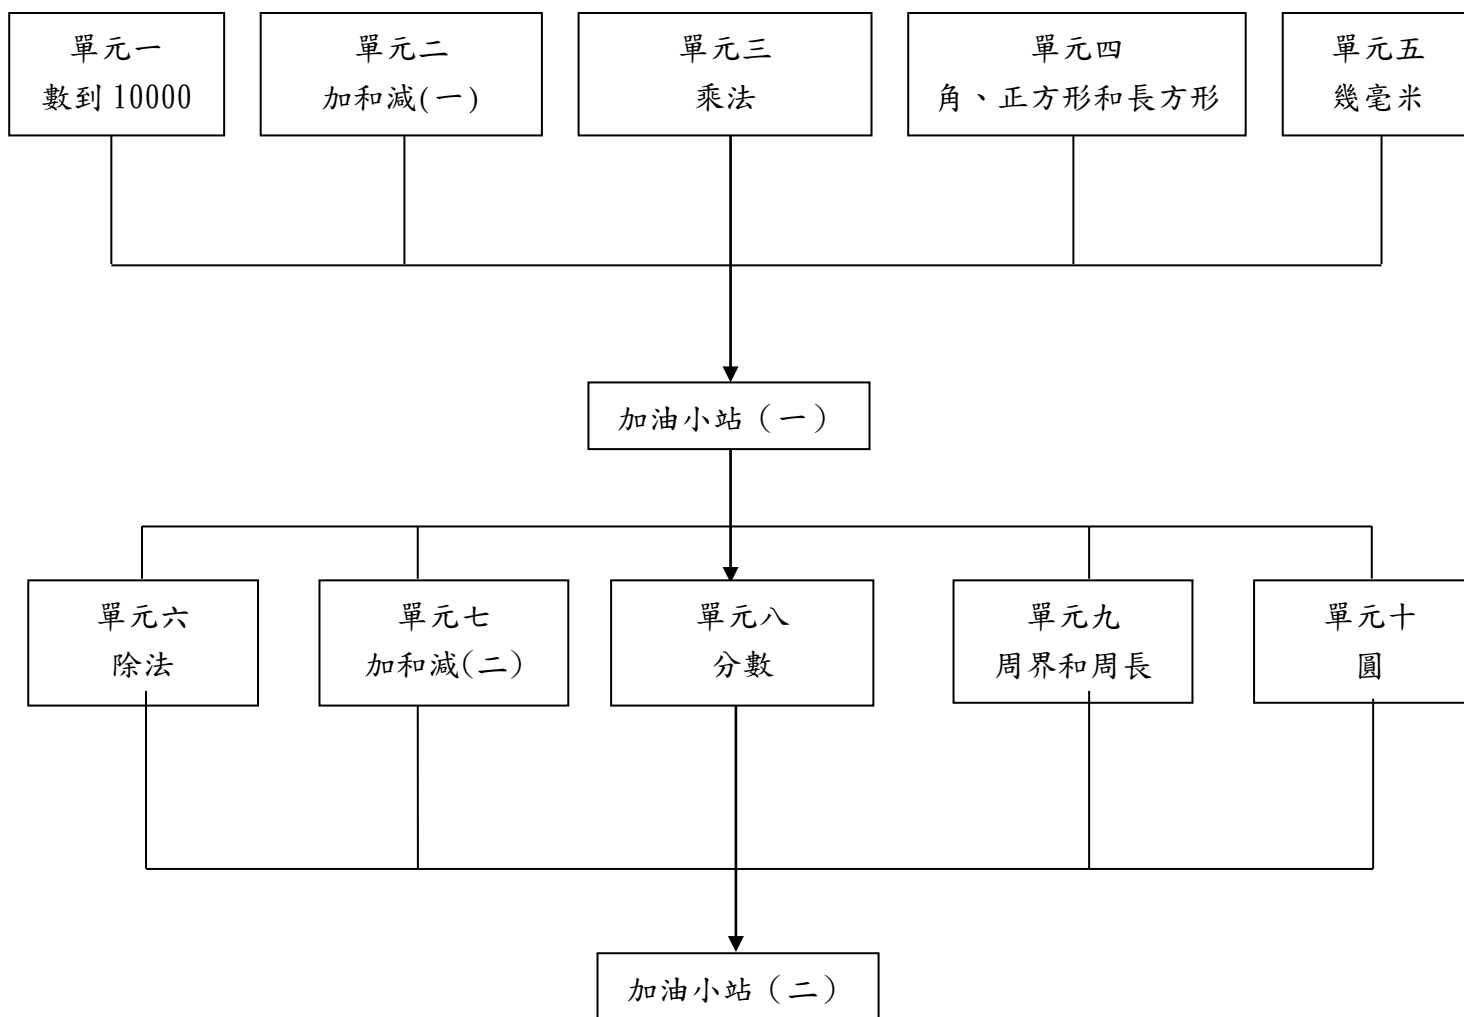 單元一
數到 10000
單元二
加和減(一)
單元三
乘法
單元四
角、正方形和長方形
單元五
幾毫米
加油小站（一）
單元六
除法
單元七
加和減(二)
單元八
分數
單元九
周界和周長
單元十
圓
加油小站（二）